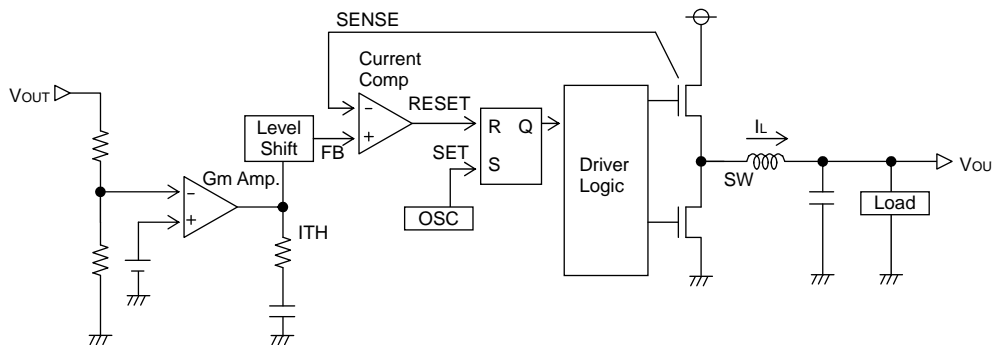 SENSE
Current
Comp
VOUT
RESET
Level
Shift
FB
SET
R Q
S
Gm Amp.
OSC
ITH
Driver
Logic
IL
SW
VOU
Load
- +
- +